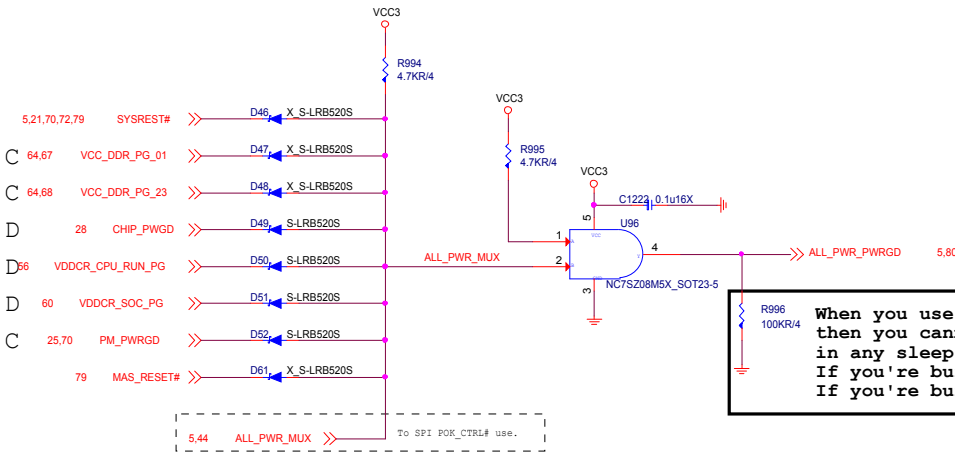 VCC3
R994
4.7KR/4
VCC3
5,21,70,72,79 SYSREST# D46 X_S-LRB520S
R995
4.7KR/4
C 64,67 VCC_DDR_PG_01 D47 X_S-LRB520S
VCC3
C 64,68 VCC_DDR_PG_23 D48 X_S-LRB520S
C1222 0.1u16X
U96
D 28 CHIP_PWGD D49 S-LRB520S
5
VCC
1 A
4
Y
ALL_PWR_PWRGD 5,80
D 56 VDDCR_CPU_RUN_PG D50 S-LRB520S
ALL_PWR_MUX
2
GND
3
NC7SZ08M5X_SOT23-5
D 60 VDDCR_SOC_PG D51 S-LRB520S
R996
100KR/4
When you use
then you can
in any sleep
If you're bu
If you're bu
C 25,70 PM_PWRGD D52 S-LRB520S
79 MAS_RESET# D61 X_S-LRB520S
5,44 ALL_PWR_MUX To SPI POK_CTRL# use.